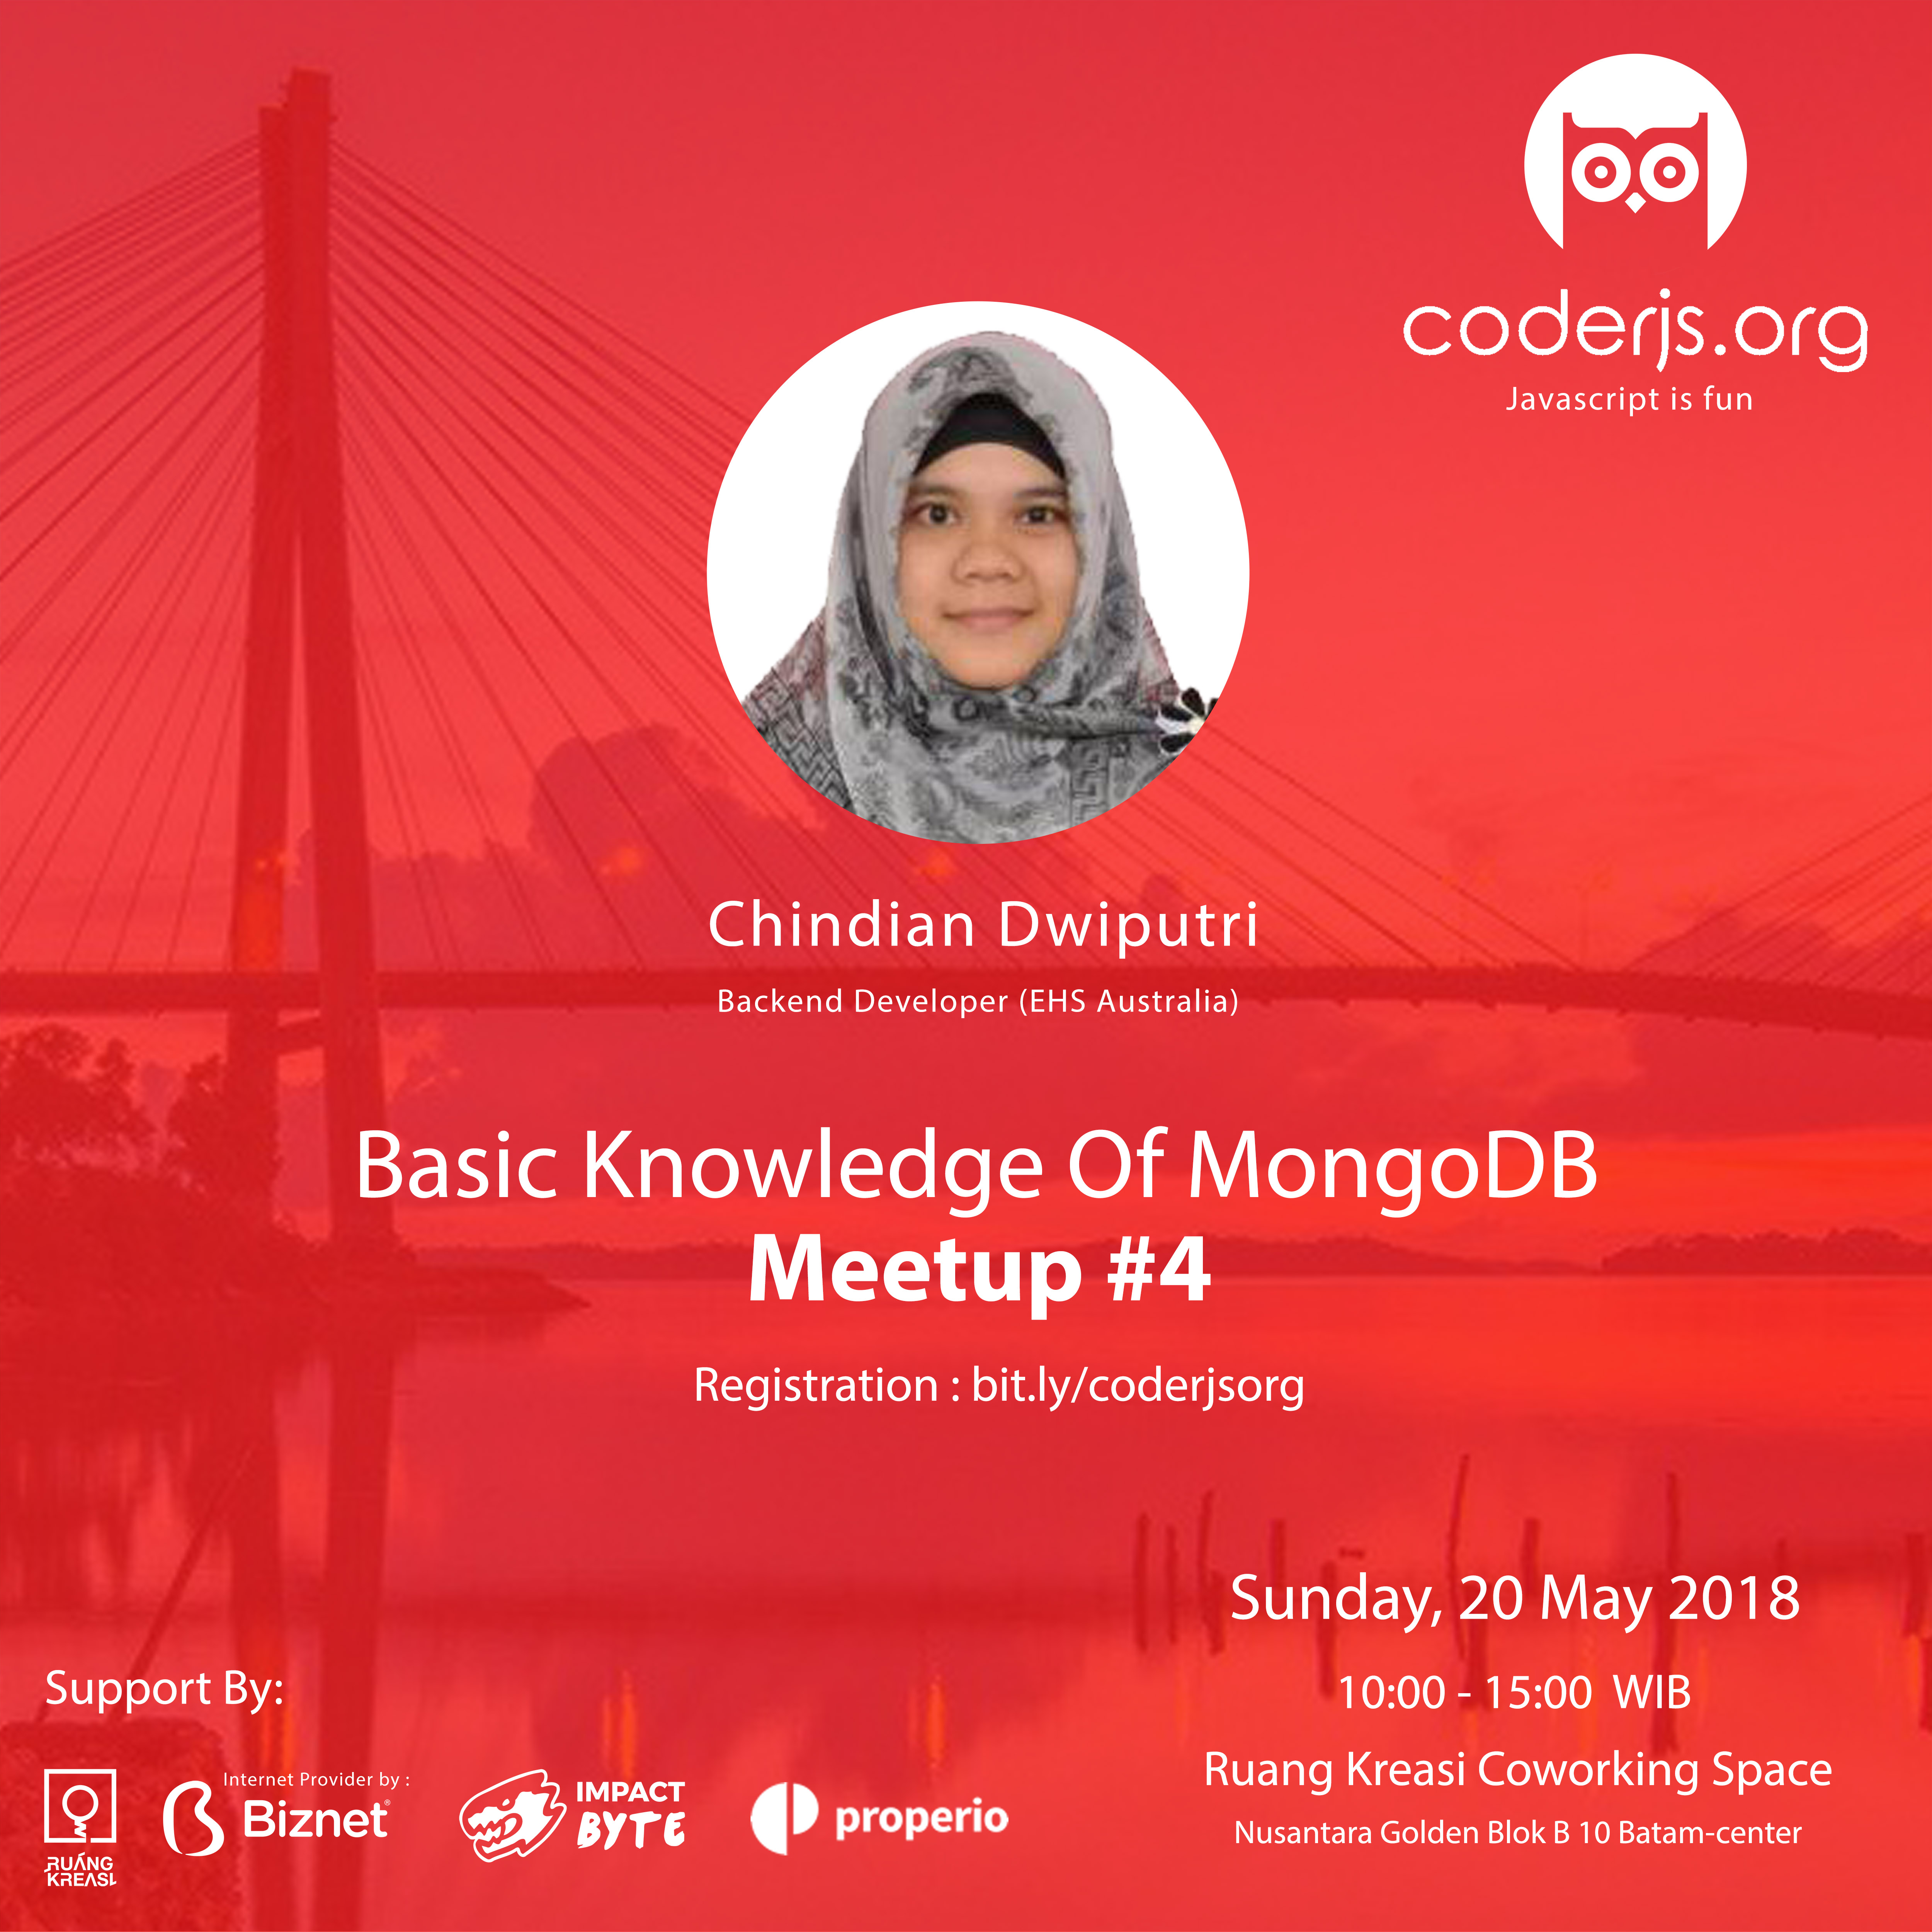 coderjs.org
Javascript is fun
Chindian Dwiputri
Backend Developer (EHS Australia)
Basic Knowledge Of MongoDB
Meetup #4
Registration : bit.ly/coderjsorg
Sunday, 20 May 2018
10:00 - 15:00 WIB
Ruang Kreasi Coworking Space
Nusantara Golden Blok B 10 Batam-center
Support By:
RUÁNG
KREASI
Internet Provider by :
Biznet®
IMPACT
BYTE
properio